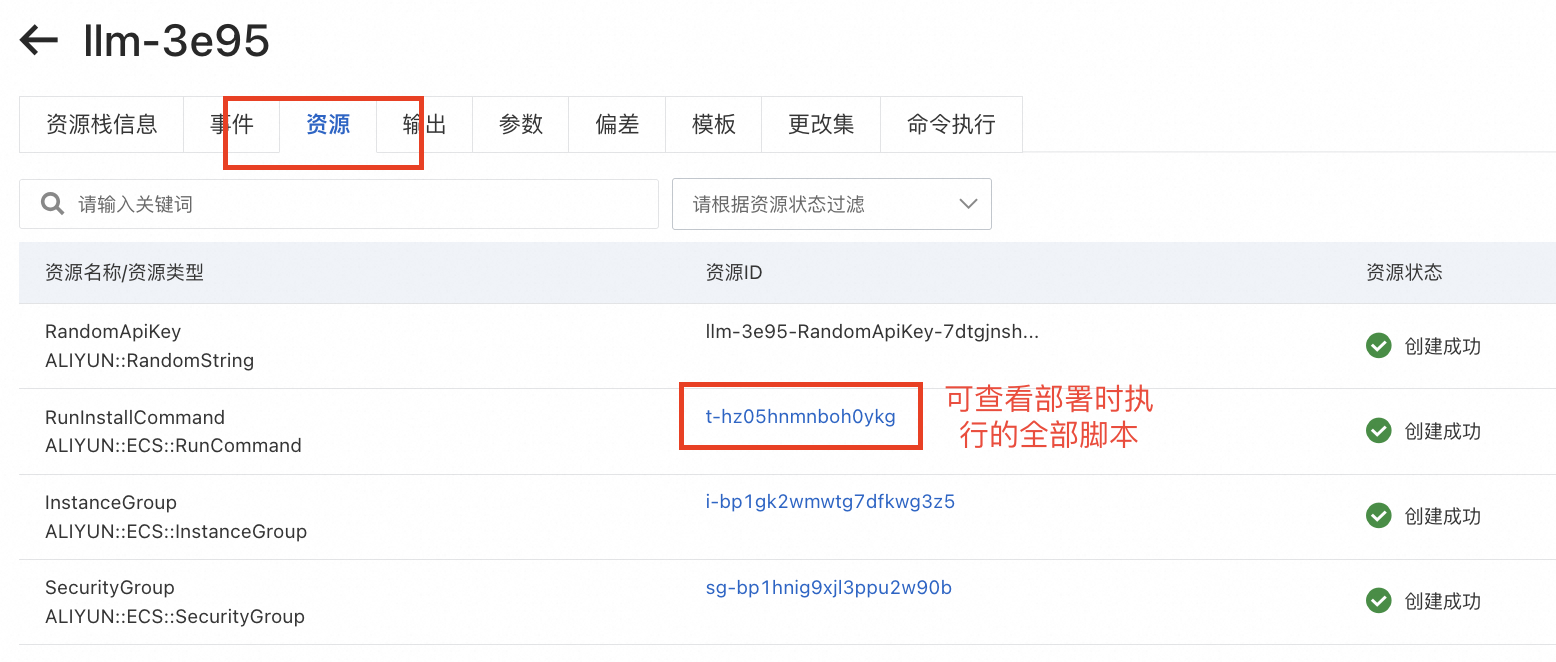 llm-3e95
资源栈信息 事件 资源 输出 参数 偏差 模板 更改集 命令执行
请输入关键词 请根据资源状态过滤
资源名称/资源类型 资源ID 资源状态
RandomApiKey llm-3e95-RandomApiKey-7dtgjnsh...
ALIYUN::RandomString 创建成功
RunInstallCommand t-hz05hnmnboh0ykg 可查看部署时执
ALIYUN::ECS::RunCommand 行的全部脚本 创建成功
InstanceGroup i-bp1gk2wmwtg7dfkwg3z5
ALIYUN::ECS::InstanceGroup 创建成功
SecurityGroup sg-bp1hnig9xjl3ppu2w90b
ALIYUN::ECS::SecurityGroup 创建成功